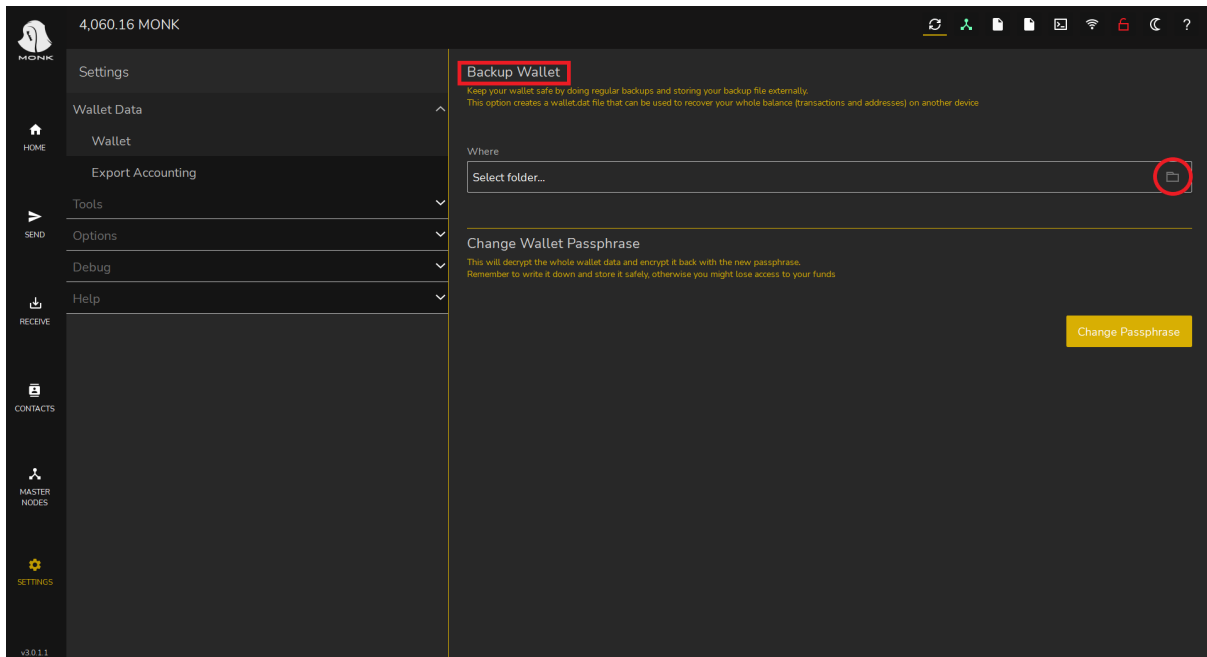 MONK
4,060.16 MONK
?
HOME
SEND
RECEIVE
CONTACTS
MASTER
NODES
SETTINGS
v3.0.1.1
Settings
Wallet Data
Wallet
Export Accounting
Tools
Options
Debug
Help
Backup Wallet
Keep your wallet safe by doing regular backups and storing your backup file externally.
This option creates a wallet.dat file that can be used to recover your whole balance (transactions and addresses) on another device
Where
Select folder...
Change Wallet Passphrase
This will decrypt the whole wallet data and encrypt it back with the new passphrase.
Remember to write it down and store it safely, otherwise you might lose access to your funds
Change Passphrase